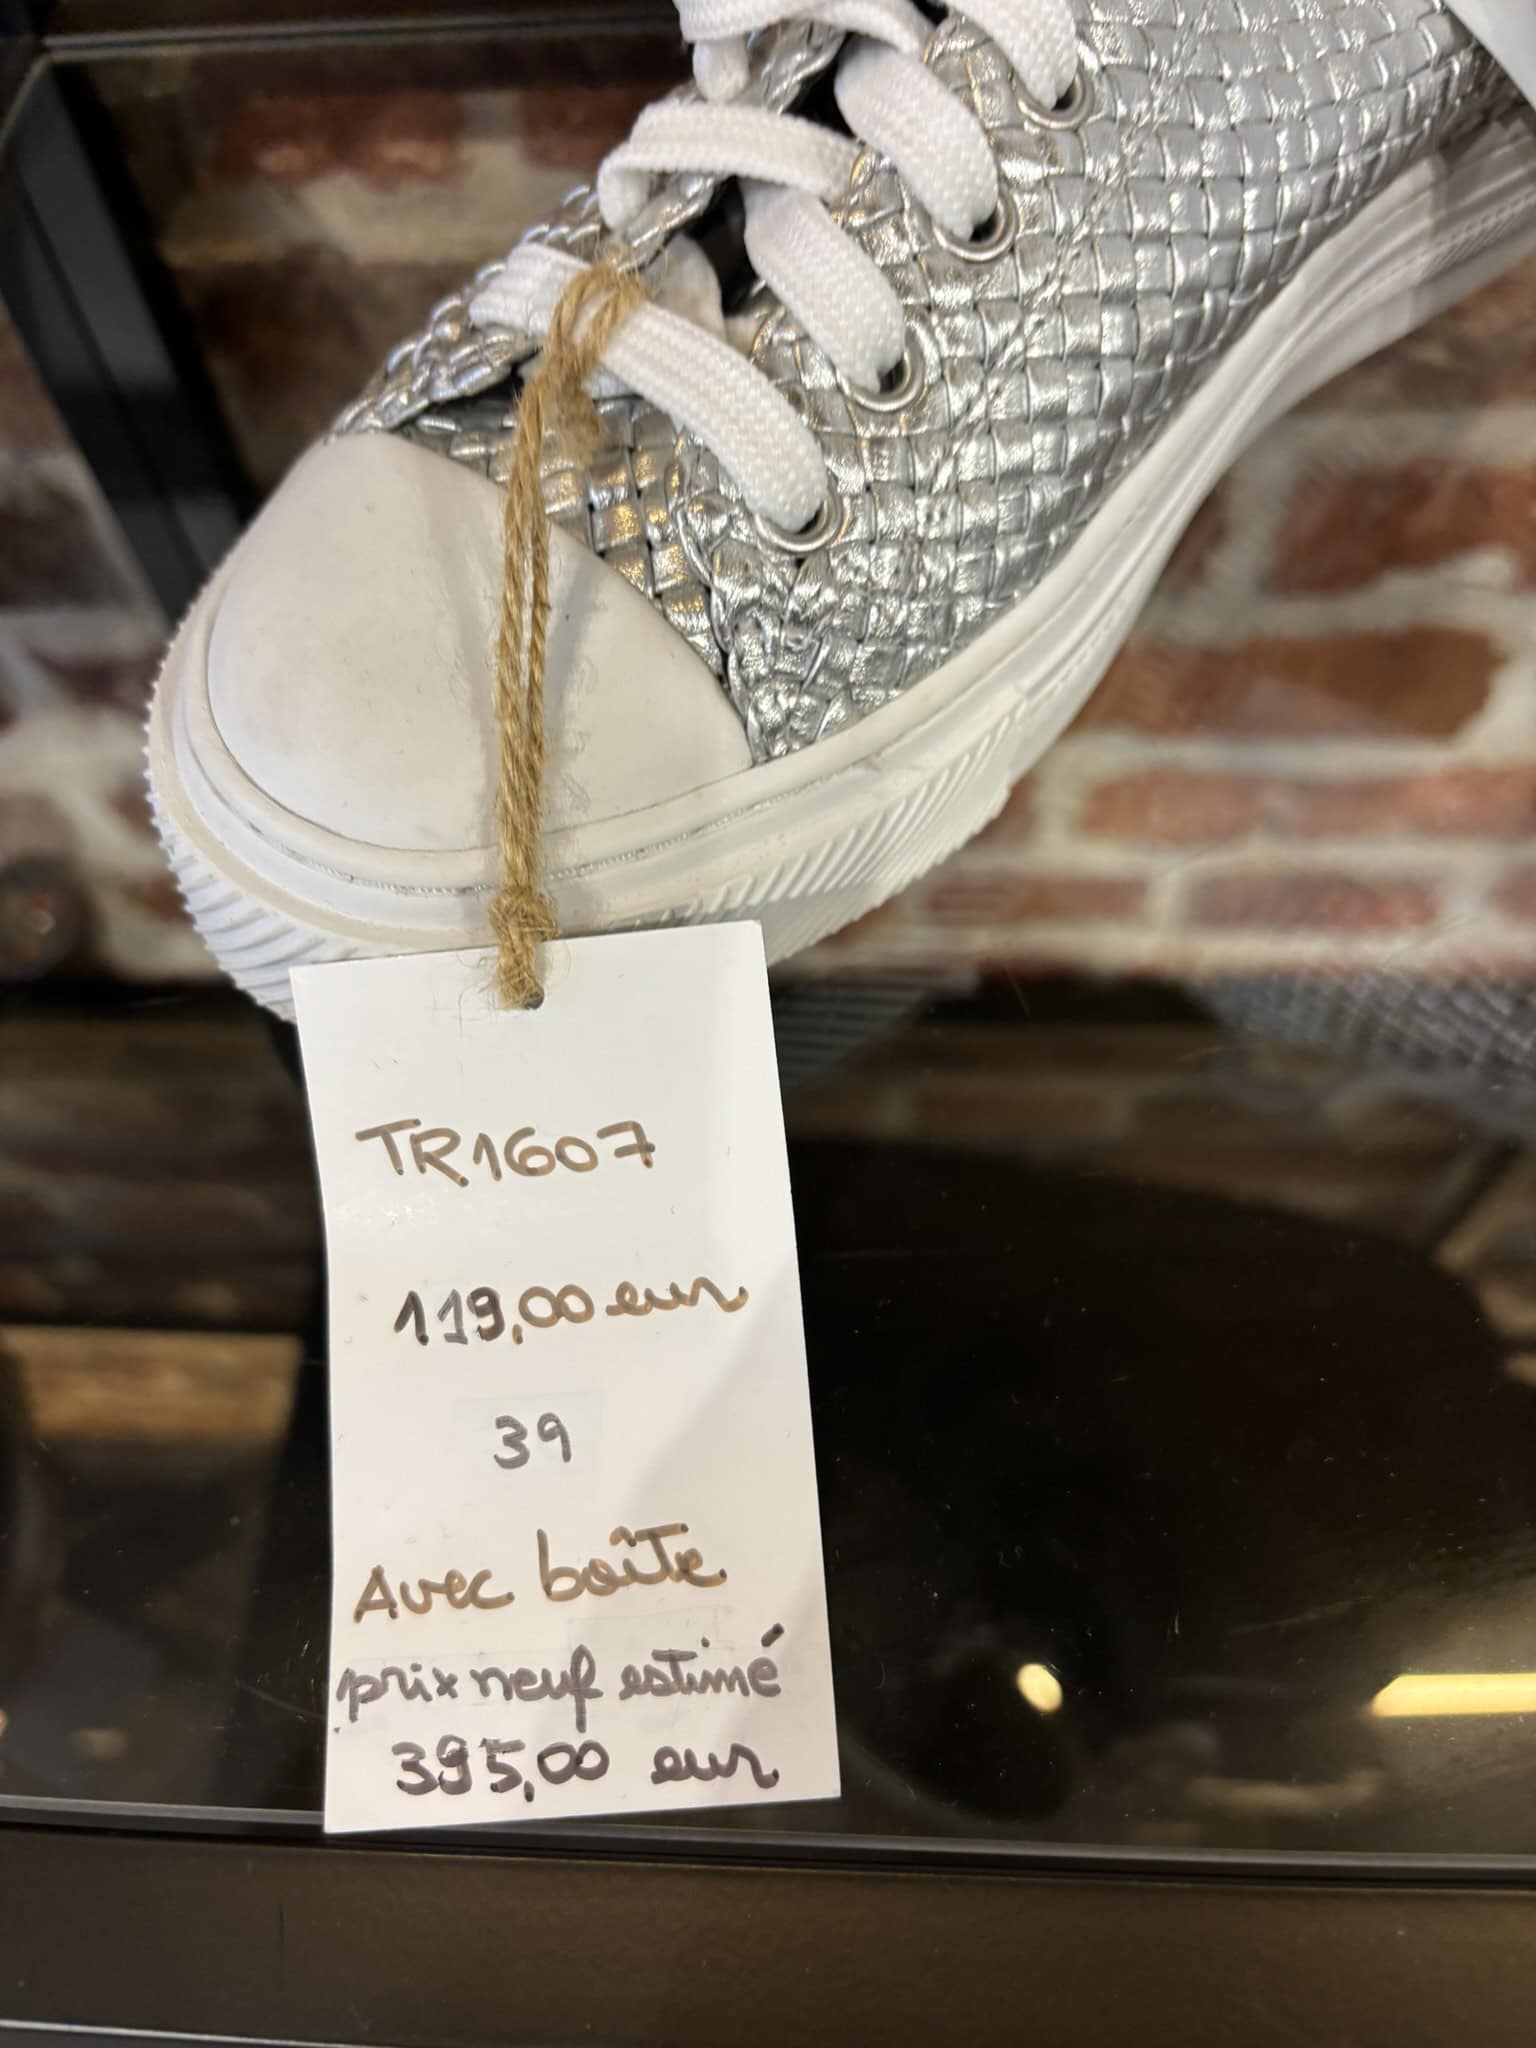 TR1607
119,00 eur
39
Avec boîte
prix neuf estimé
395,00 eur